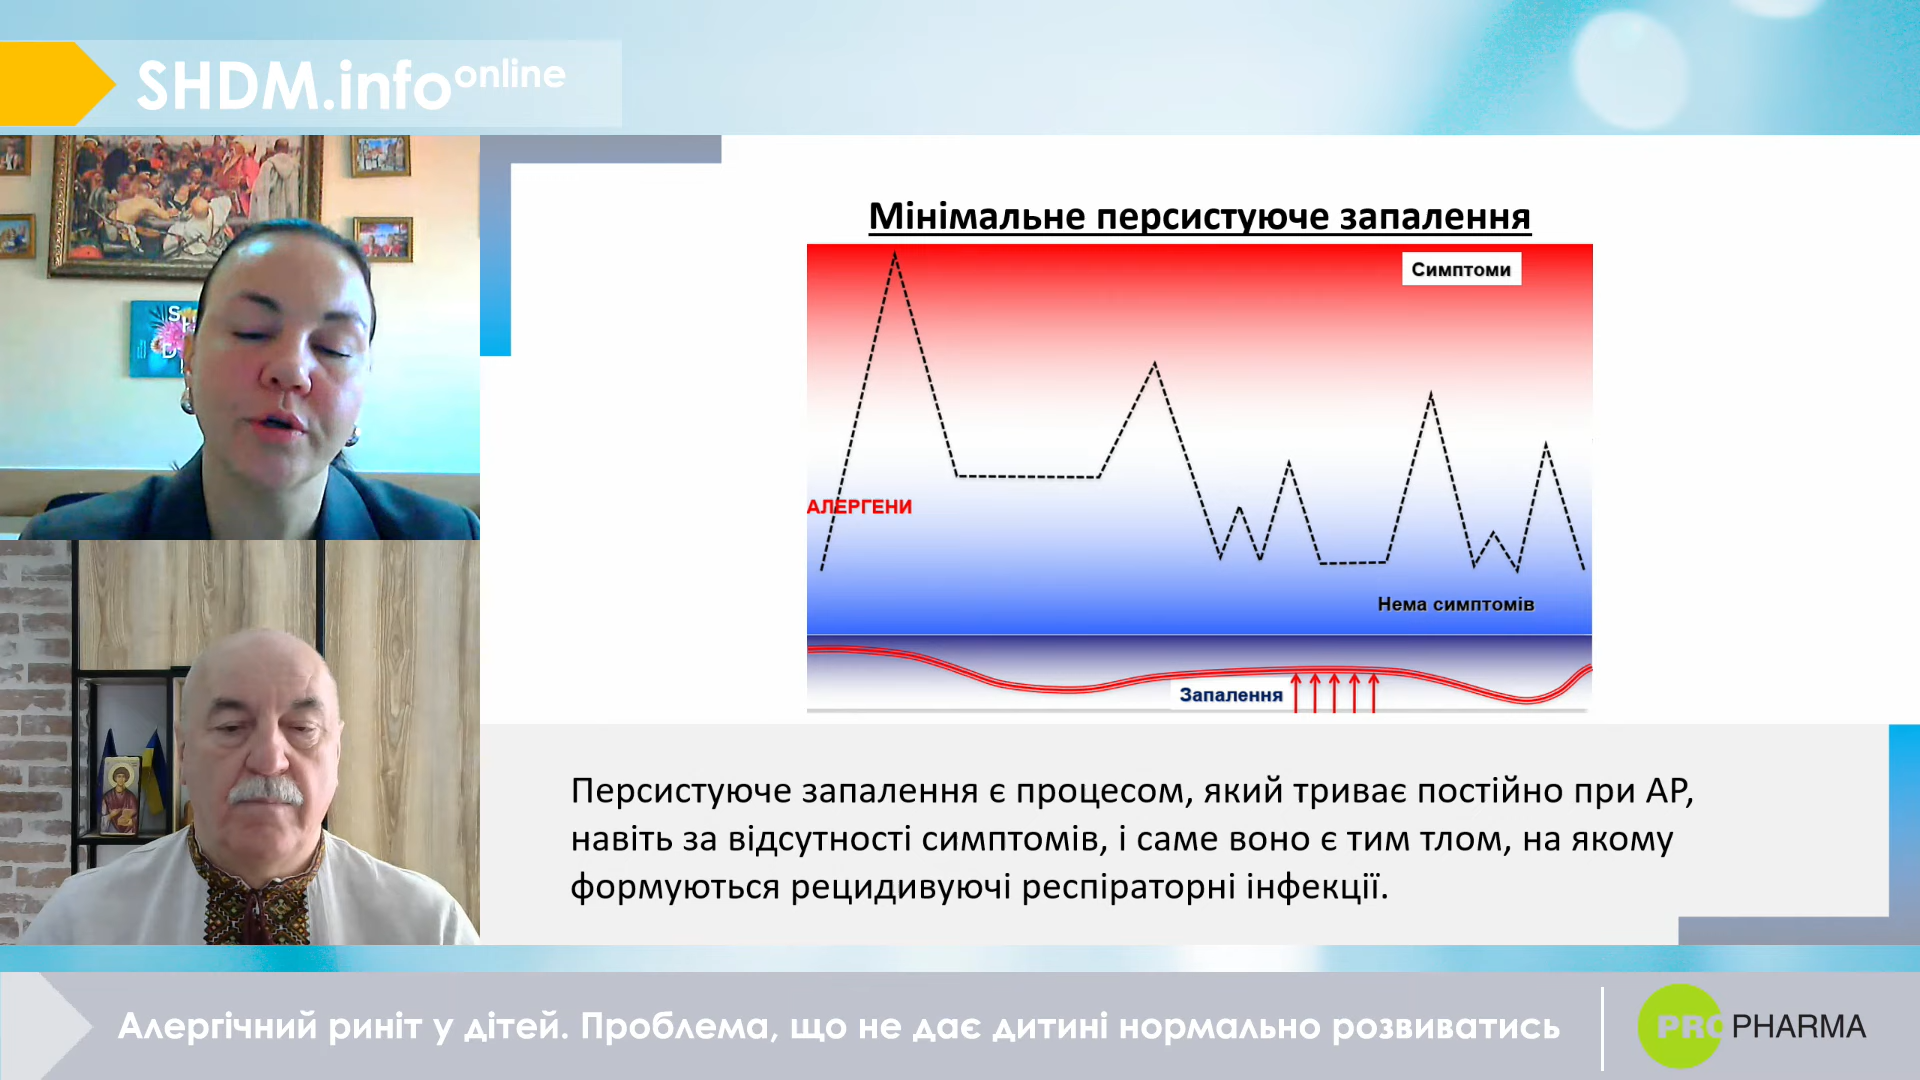 SHDM.info online
Мінімальне персистуюче запалення
Симптоми
АЛЕРГЕНИ
Нема симптомів
Запалення
Персистуюче запалення є процесом, який триває постійно при АР,
навіть за відсутності симптомів, і саме воно є тим тлом, на якому
формуються рецидивуючі респіраторні інфекції.
Алергічний риніт у дітей. Проблема, що не дає дитині нормально розвиватись
PRO PHARMA